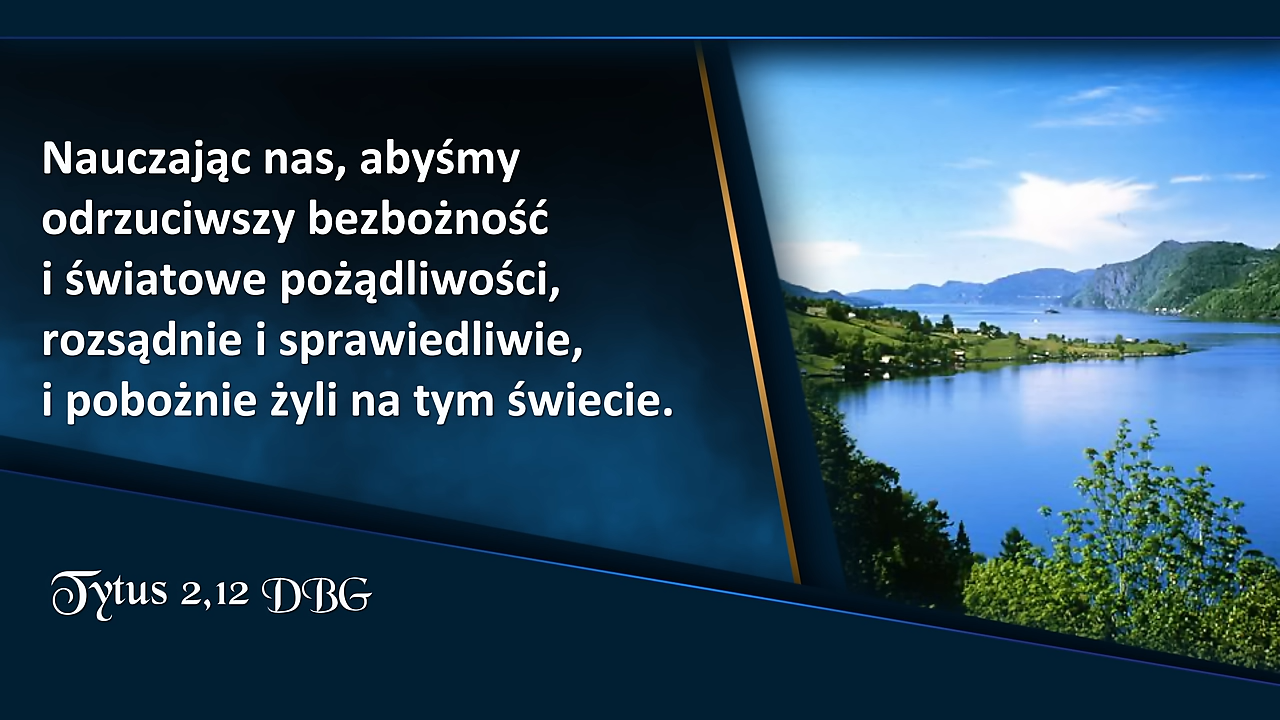 Nauczając nas, abyśmy
odrzuciwszy bezbożność
i światowe pożądliwości,
rozsądnie i sprawiedliwie,
i pobożnie żyli na tym świecie.
Tytus 2,12 DBG